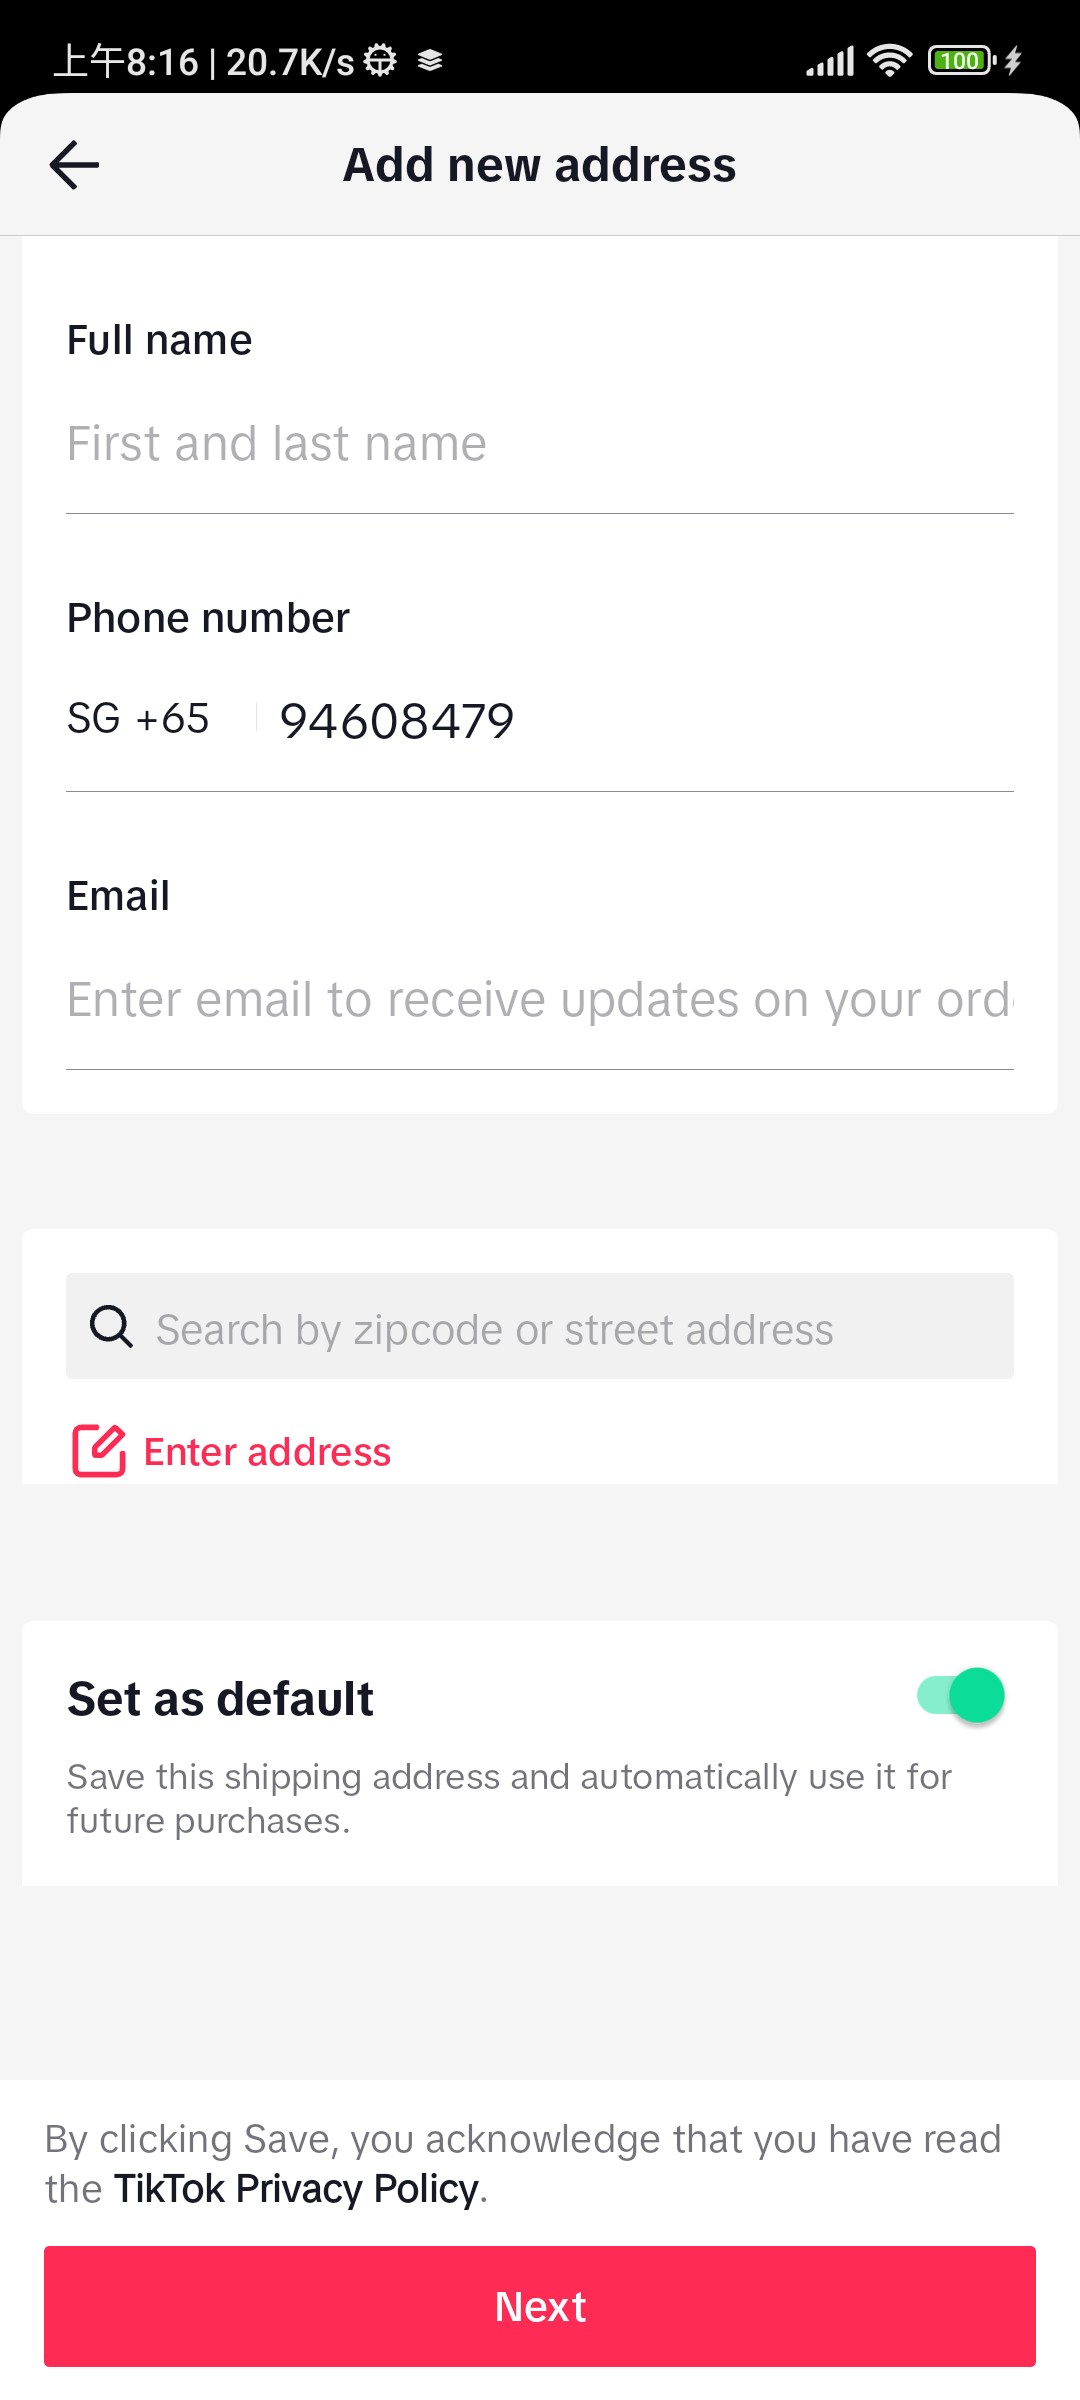 上午8:16 | 20.7K/s
100
Add new address
Full name
First and last name
Phone number
SG +65 94608479
Email
Enter email to receive updates on your ord
Search by zipcode or street address
Enter address
Set as default
Save this shipping address and automatically use it for
future purchases.
By clicking Save, you acknowledge that you have read
the TikTok Privacy Policy.
Next